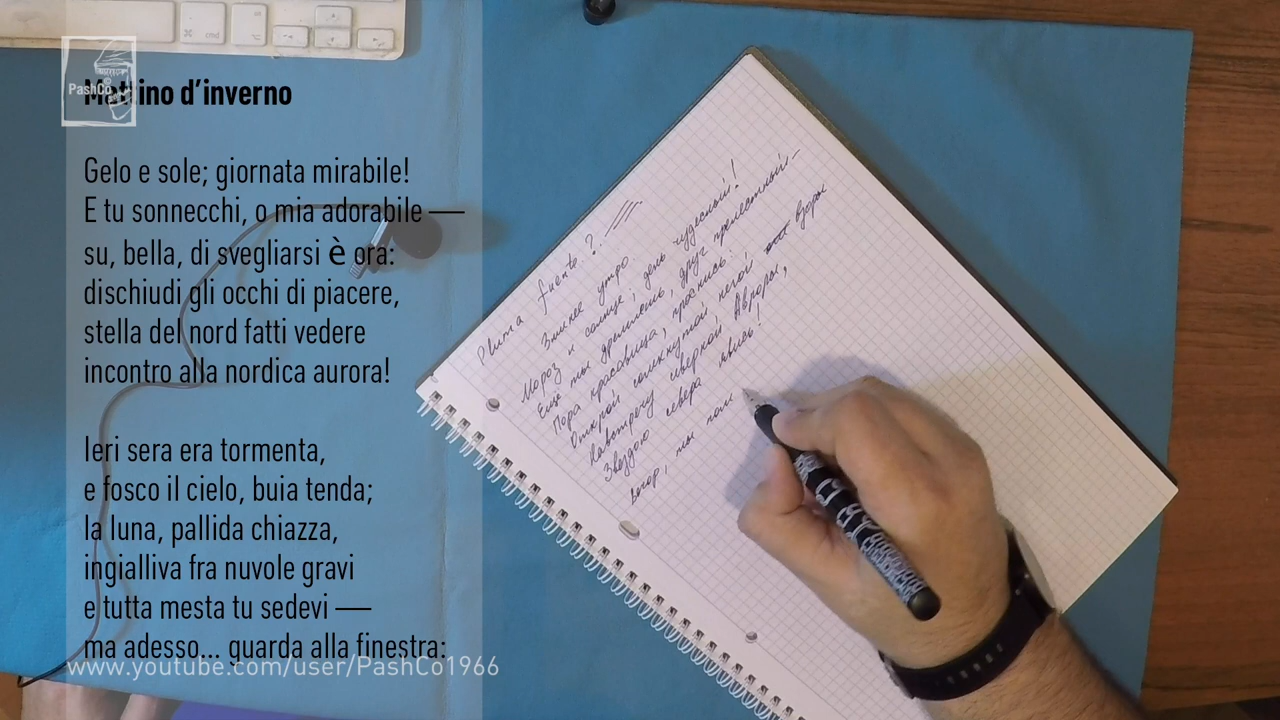 PashCo
Mattino d’inverno
Gelo e sole; giornata mirabile!
E tu sonnecchi, o mia adorabile —
su, bella, di svegliarsi è ora:
dischiudi gli occhi di piacere,
stella del nord fatti vedere
incontro alla nordica aurora!
Ieri sera era tormenta,
e fosco il cielo, buia tenda;
la luna, pallida chiazza,
ingialliva fra nuvole gravi
e tutta mesta tu sedevi —
ma adesso... guarda alla finestra:
www.youtube.com/user/PashCo1966
cmd
Pluma fuente?
Зимнее утро.
Мороз и солнце; день чудесный!
Ещё ты дремлешь, друг прелестный–
Пора, красавица, проснись:
Открой сомкнуты негой взоры
Навстречу северной Авроры,
Звездою севера явись!
Вечор, ты пом